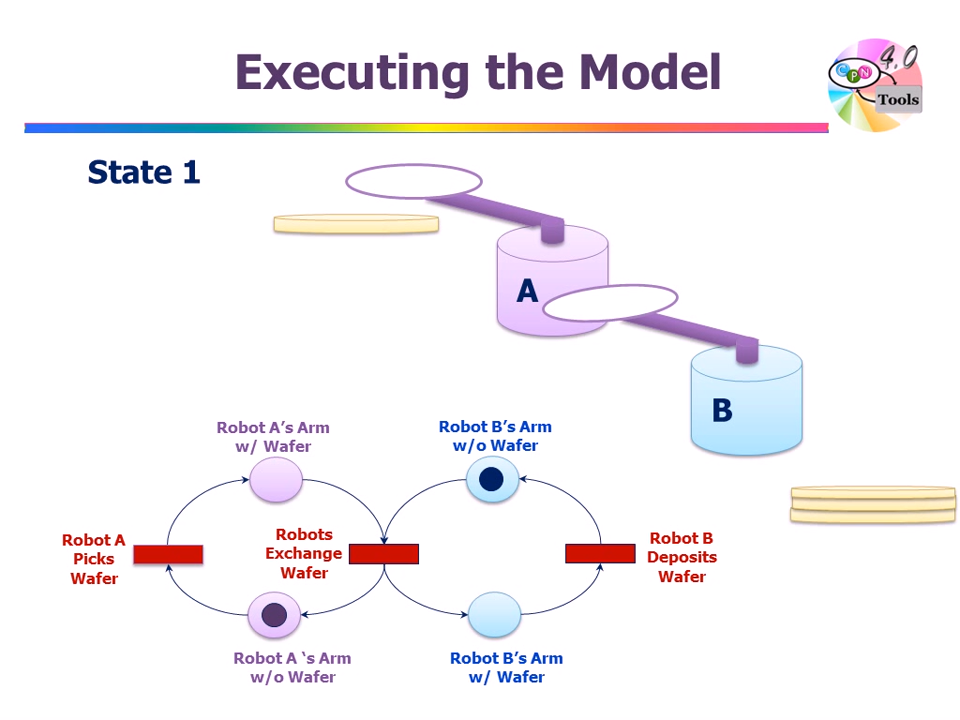 Executing the Model
4.0
CPN
Tools
State 1
A
B
Robot A’s Arm
w/ Wafer
Robot B’s Arm
w/o Wafer
Robot A
Picks
Wafer
Robots
Exchange
Wafer
Robot B
Deposits
Wafer
Robot A ‘s Arm
w/o Wafer
Robot B’s Arm
w/ Wafer